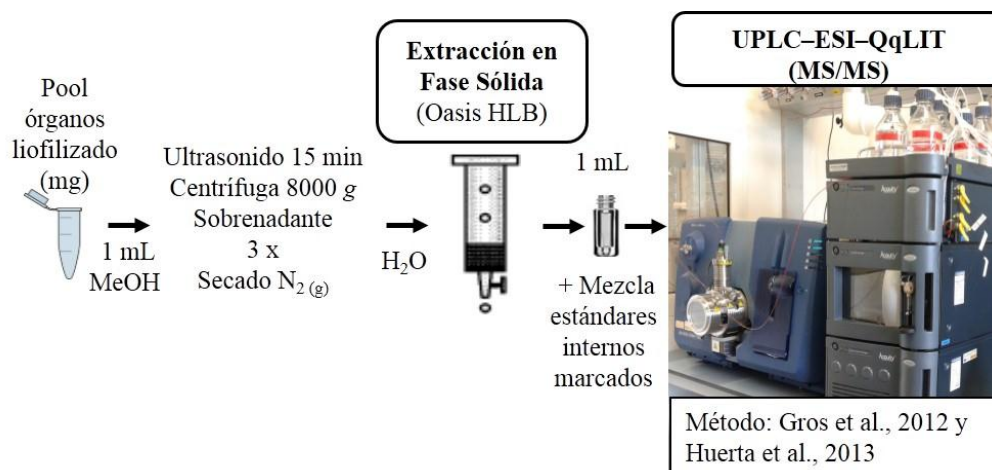 Pool
órganos
liofilizado
(mg)
1 mL
MeOH
Ultrasonido 15 min
Centrífuga 8000 g
Sobrenadante
3 x
Secado N2 (g)
H2O
Extracción en
Fase Sólida
(Oasis HLB)
1 mL
+ Mezcla
estándares
internos
marcados
UPLC–ESI–QqLIT
(MS/MS)
Método: Gros et al., 2012 y
Huerta et al., 2013